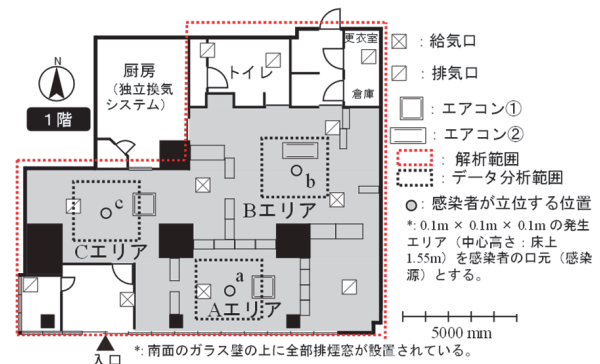 厨房
（独立換気
システム）
1階
トイレ
更衣室
倉庫
b
Bエリア
c
Cエリア
a
Aエリア
入口
：給気口
：排気口
：エアコン①
：エアコン②
：解析範囲
：データ分析範囲
：感染者が立位する位置
*: 0.1m × 0.1m × 0.1m の発生
エリア（中心高さ：床上
1.55m）を感染者の口元（感染
源）とする。
5000 mm
*: 南面のガラス壁の上に全部排煙窓が設置されている。